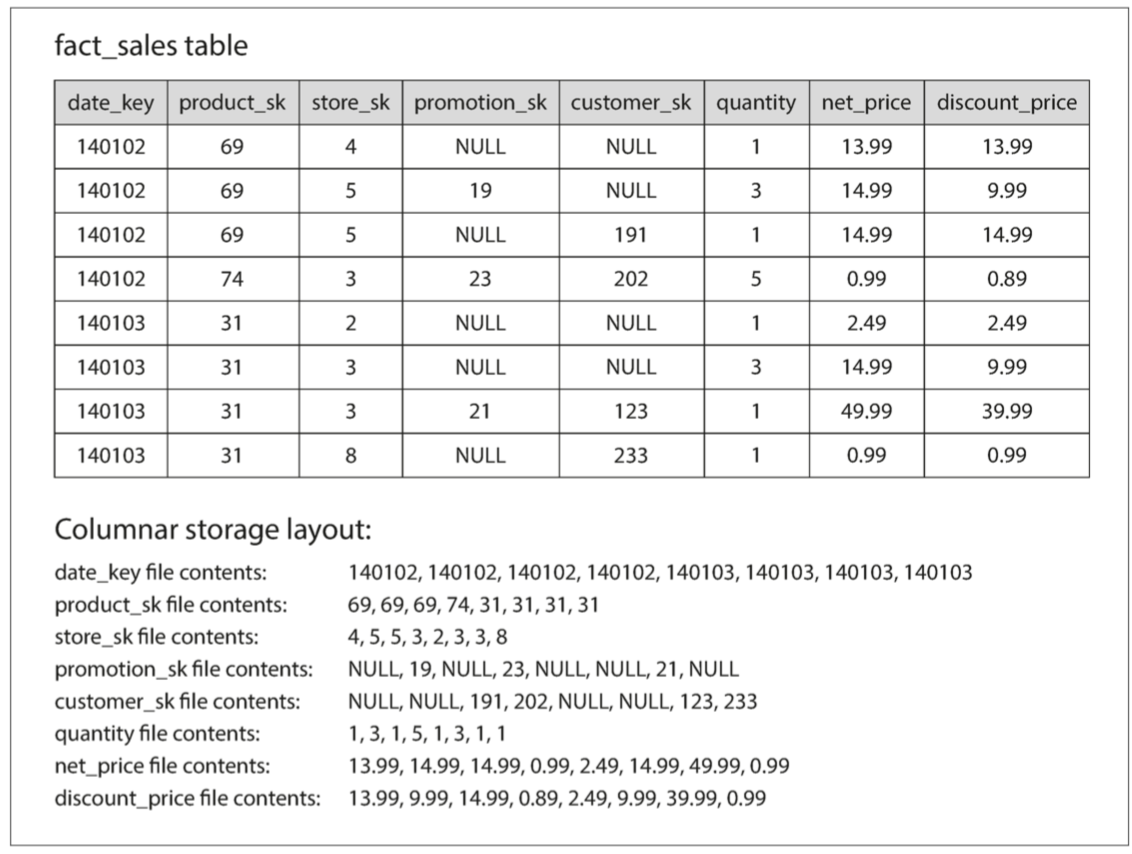 fact_sales table
date_key product_sk store_sk promotion_sk customer_sk quantity net_price discount_price
140102 69 4 NULL NULL 1 13.99 13.99
140102 69 5 19 NULL 3 14.99 9.99
140102 69 5 NULL 191 1 14.99 14.99
140102 74 3 23 202 5 0.99 0.89
140103 31 2 NULL NULL 1 2.49 2.49
140103 31 3 NULL NULL 3 14.99 9.99
140103 31 3 21 123 1 49.99 39.99
140103 31 8 NULL 233 1 0.99 0.99
Columnar storage layout:
date_key file contents: 140102, 140102, 140102, 140102, 140103, 140103, 140103, 140103
product_sk file contents: 69, 69, 69, 74, 31, 31, 31, 31
store_sk file contents: 4, 5, 5, 3, 2, 3, 3, 8
promotion_sk file contents: NULL, 19, NULL, 23, NULL, NULL, 21, NULL
customer_sk file contents: NULL, NULL, 191, 202, NULL, NULL, 123, 233
quantity file contents: 1, 3, 1, 5, 1, 3, 1, 1
net_price file contents: 13.99, 14.99, 14.99, 0.99, 2.49, 14.99, 49.99, 0.99
discount_price file contents: 13.99, 9.99, 14.99, 0.89, 2.49, 9.99, 39.99, 0.99